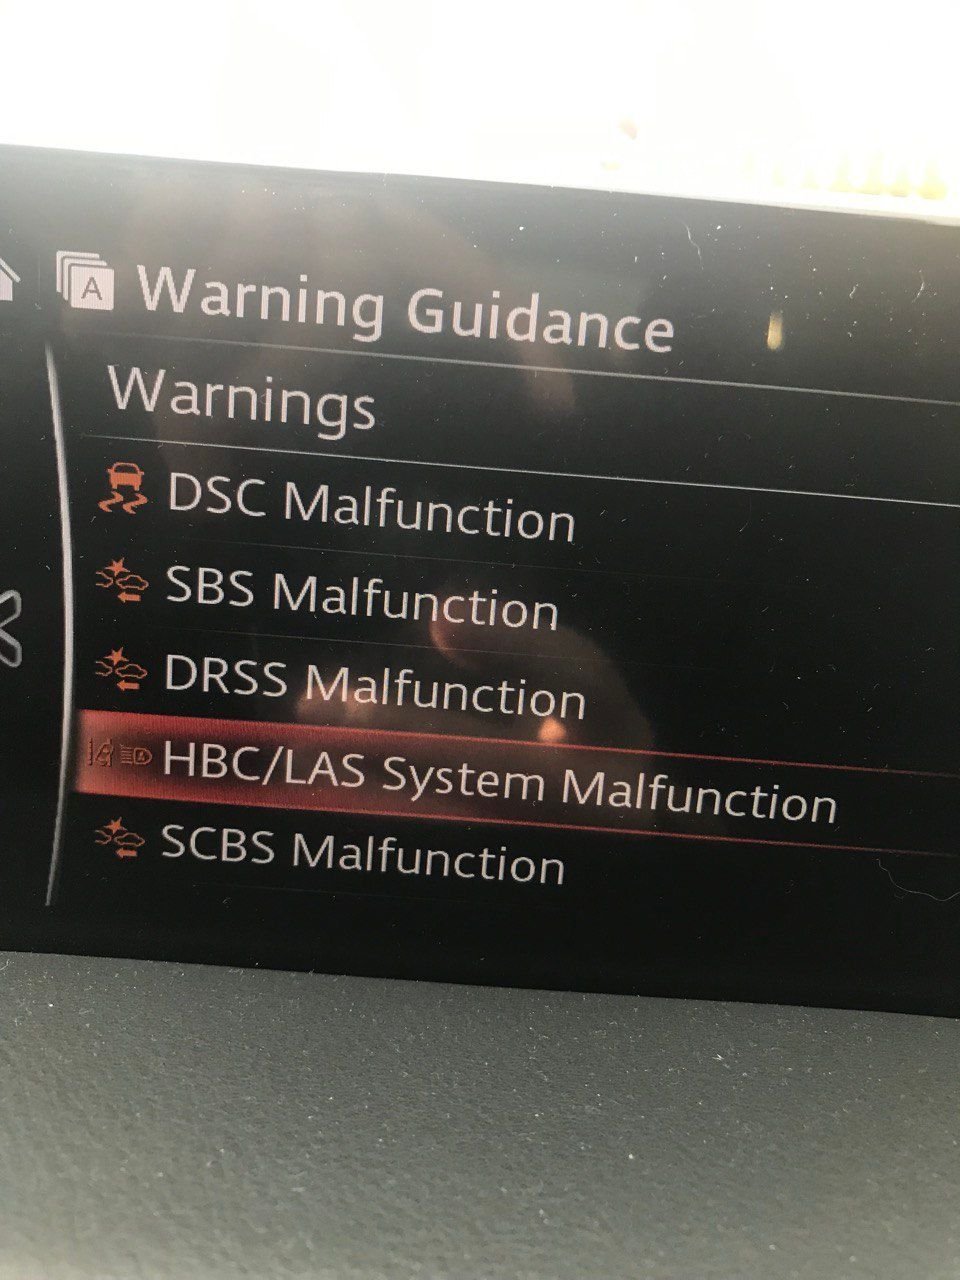 A Warning Guidance
Warnings
DSC Malfunction
SBS Malfunction
DRSS Malfunction
HBC/LAS System Malfunction
SCBS Malfunction